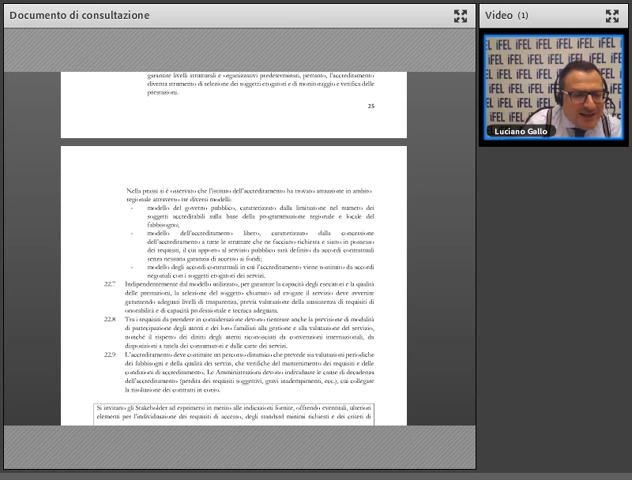 Documento di consultazione
Video (1)
garantire livelli strutturali e organizzativi predeterminati, pertanto, l'accreditamento
diventa strumento di selezione dei soggetti erogatori e di monitoraggio e verifica delle
prestazioni.
25
Nella prassi si è osservato che l'istituto dell'accreditamento ha trovato attuazione in ambito
regionale attraverso tre diversi modelli:
- modello del governo pubblico, caratterizzato dalla limitazione nel numero dei
soggetti accreditabili sulla base della programmazione regionale e locale del
fabbisogno;
- modello dell'accreditamento libero, caratterizzato dalla concessione
dell'accreditamento a tutte le strutture che ne facciano richiesta e siano in possesso
dei requisiti, il cui apporto al servizio pubblico sarà definito da accordi contrattuali
senza nessuna garanzia di accesso ai fondi;
- modello degli accordi contrattuali in cui l'accreditamento viene sostituito da accordi
negoziali con i soggetti erogatori dei servizi.
22.7 Indipendentemente dal modello utilizzato, per garantire la capacità degli esecutori e la qualità
delle prestazioni, la selezione del soggetto chiamato ad erogare il servizio deve avvenire
garantendo adeguati livelli di trasparenza, previa valutazione della sussistenza di requisiti di
onorabilità e di capacità professionale e tecnica adeguata.
22.8 Tra i requisiti da prendere in considerazione devono rientrare anche la previsione di modalità
di partecipazione degli utenti e dei loro familiari alla gestione e alla valutazione del servizio,
nonché il rispetto dei diritti degli utenti riconosciuti da convenzioni internazionali, da
disposizioni a tutela dei consumatori e dalle carte dei servizi.
22.9 L'accreditamento deve costituire un percorso dinamico che prevede sia valutazioni periodiche
dei fabbisogni e della qualità dei servizi, che verifiche del mantenimento dei requisiti e delle
condizioni di accreditamento. Le Amministrazioni devono individuare le cause di decadenza
dell'accreditamento (perdita dei requisiti soggettivi, gravi inadempimenti, ecc.), cui collegare
la risoluzione dei contratti in corso.
Si invitano gli Stakeholder ad esprimersi in merito alle indicazioni fornite, offrendo eventuali, ulteriori
elementi per l'individuazione dei requisiti di accesso, degli standard minimi richiesti e dei criteri di
iFEL iFEL iFEL
Luciano Gallo